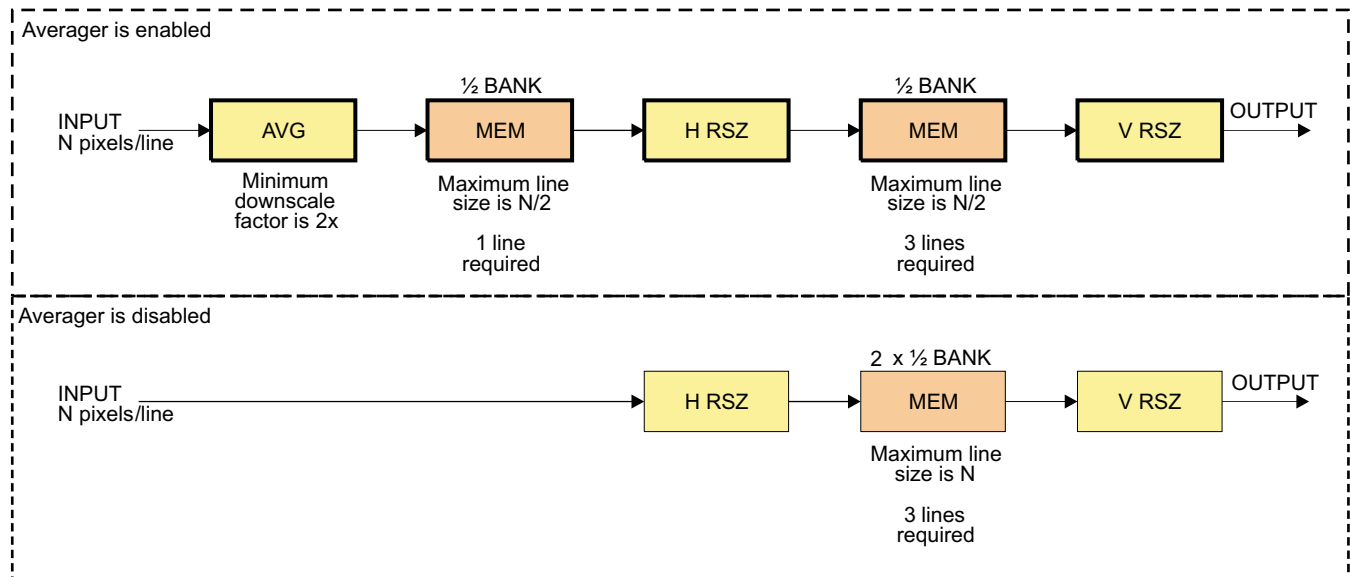 Averager is enabled
½ BANK
½ BANK
INPUT
N pixels/line
AVG
MEM
H RSZ
MEM
V RSZ
OUTPUT
Minimum
downscale
factor is 2x
Maximum line
size is N/2
1 line
required
Maximum line
size is N/2
3 lines
required
Averager is disabled
2 x ½ BANK
INPUT
N pixels/line
H RSZ
MEM
V RSZ
OUTPUT
Maximum line
size is N
3 lines
required